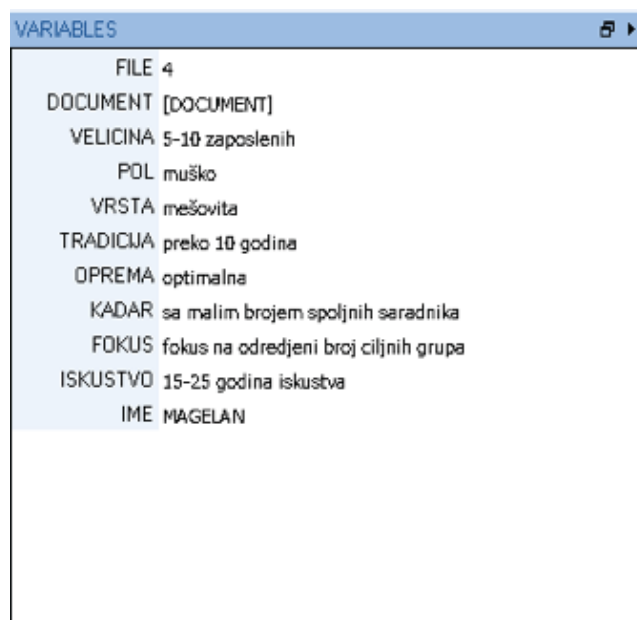 VARIABLES
FILE 4
DOCUMENT [DOCUMENT]
VELICINA 5-10 zaposlenih
POL muško
VRSTA mešovita
TRADICIJA preko 10 godina
OPREMA optimalna
KADAR sa malim brojem spoljnih saradnika
FOKUS fokus na odredjeni broj ciljnih grupa
ISKUSTVO 15-25 godina iskustva
IME MAGELAN